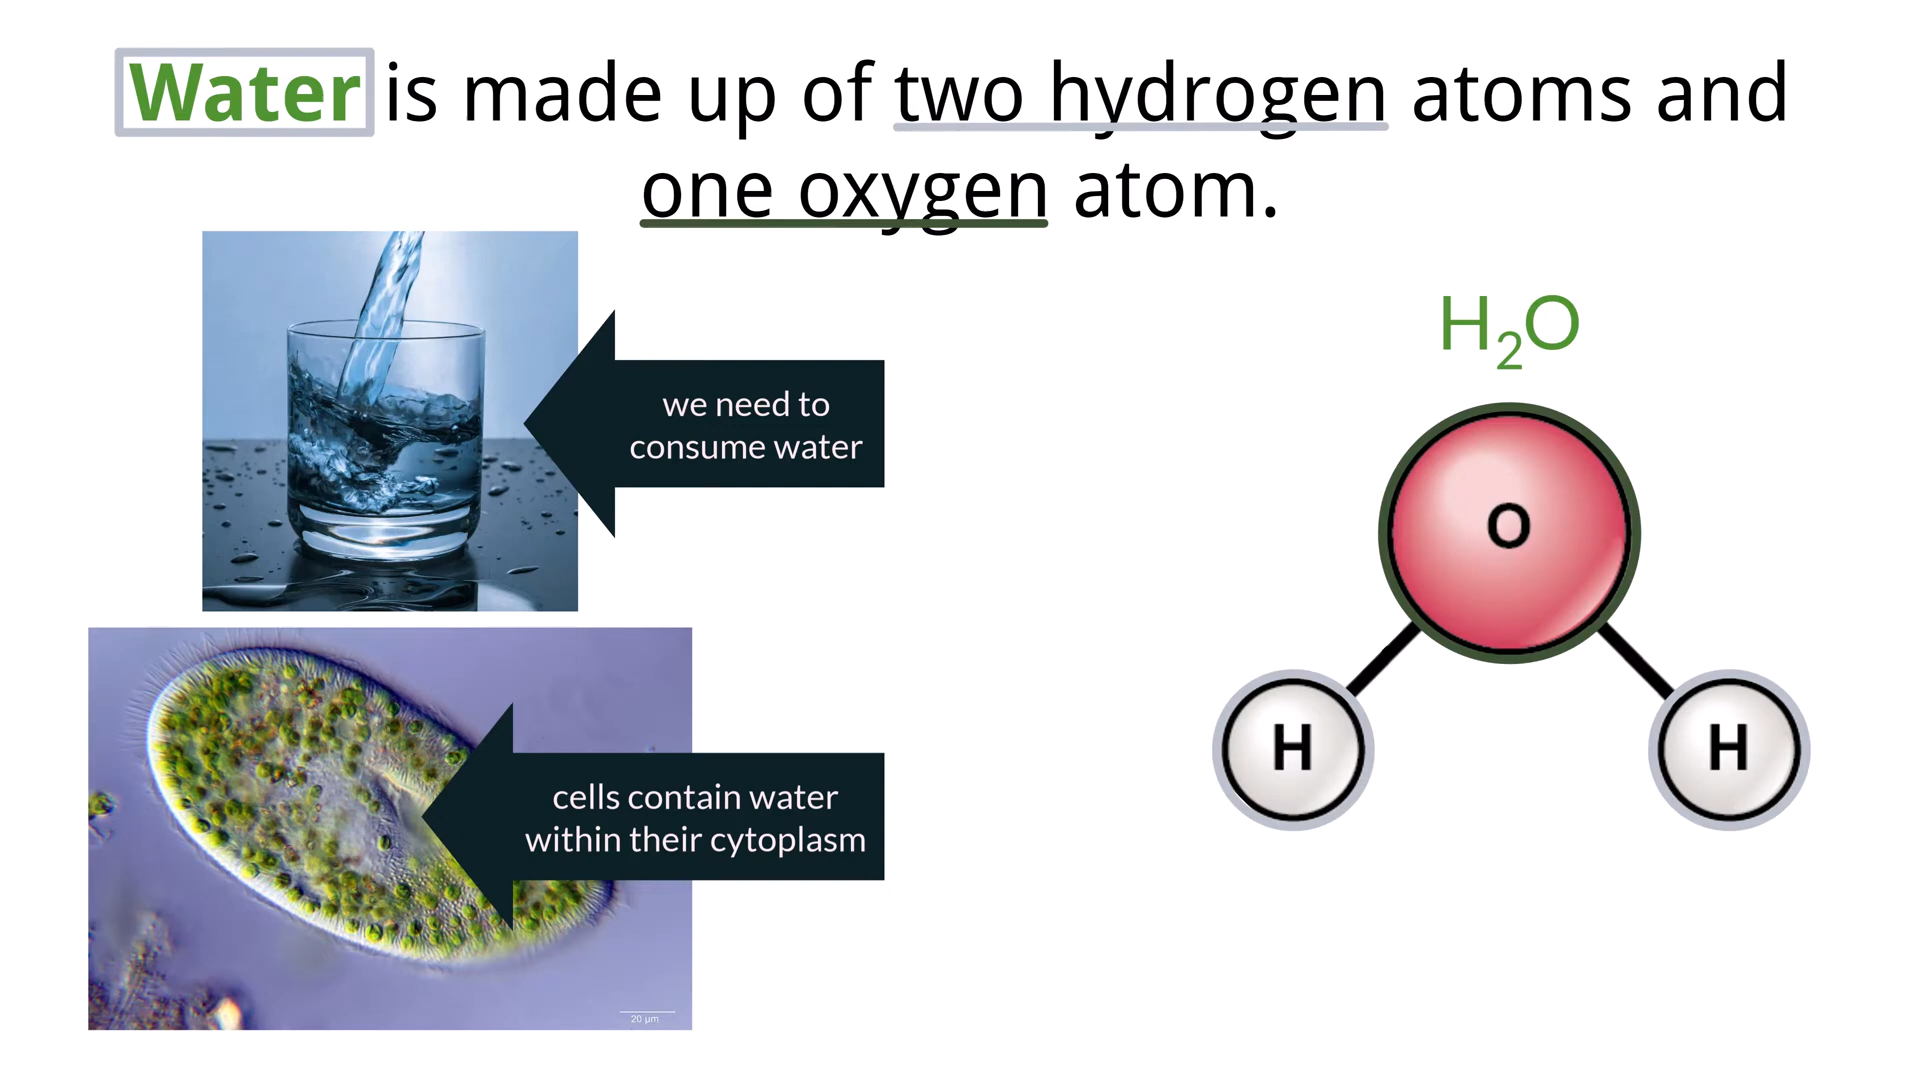 Water is made up of two hydrogen atoms and
one oxygen atom.
we need to
consume water
cells contain water
within their cytoplasm
20 µm
H₂O
O
H
H